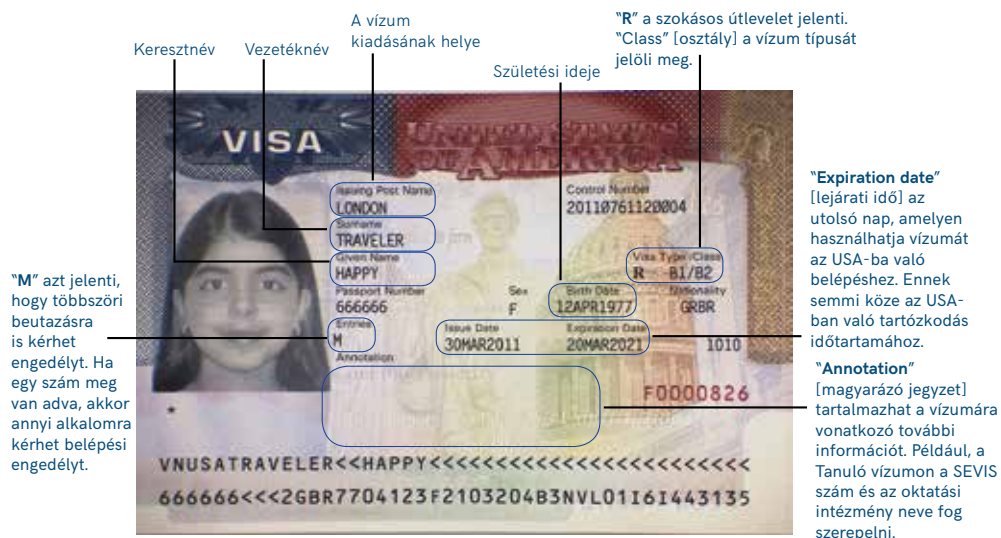 A vízum
kiadásának helye
Keresztnév
Vezetéknév
Születési ideje
"R" a szokásos útlevelet jelenti.
"Class" [osztály] a vízum típusát
jelöli meg.
VISA
UNITED STATES
OF AMERICA
Issuing Post Name
LONDON
Control Number
20110761120004
Surname
TRAVELER
Given Name
HAPPY
Visa Type /Class
R B1/B2
Passport Number
666666
Sex
F
Birth Date
12APR1977
Nationality
GRBR
Entries
M
Issue Date
30MAR2011
Expiration Date
20MAR2021
1010
Annotation
F0000826
*
VNUSATRAVELER<<HAPPY<<<<<<<<<<<<<<<<<<<<<<<<
666666<<<2GBR7704123F2103204B3NVL01I6I443135
"M" azt jelenti,
hogy többszöri
beutazásra
is kérhet
engedélyt. Ha
egy szám meg
van adva, akkor
annyi alkalomra
kérhet belépési
engedélyt.
"Expiration date"
[lejárati idő] az
utolsó nap, amelyen
használhatja vízumát
az USA-ba való
belépéshez. Ennek
semmi köze az USA-
ban való tartózkodás
időtartamához.
"Annotation"
[magyarázó jegyzet]
tartalmazhat a vízumára
vonatkozó további
információt. Például, a
Tanuló vízumon a SEVIS
szám és az oktatási
intézmény neve fog
szerepelni.